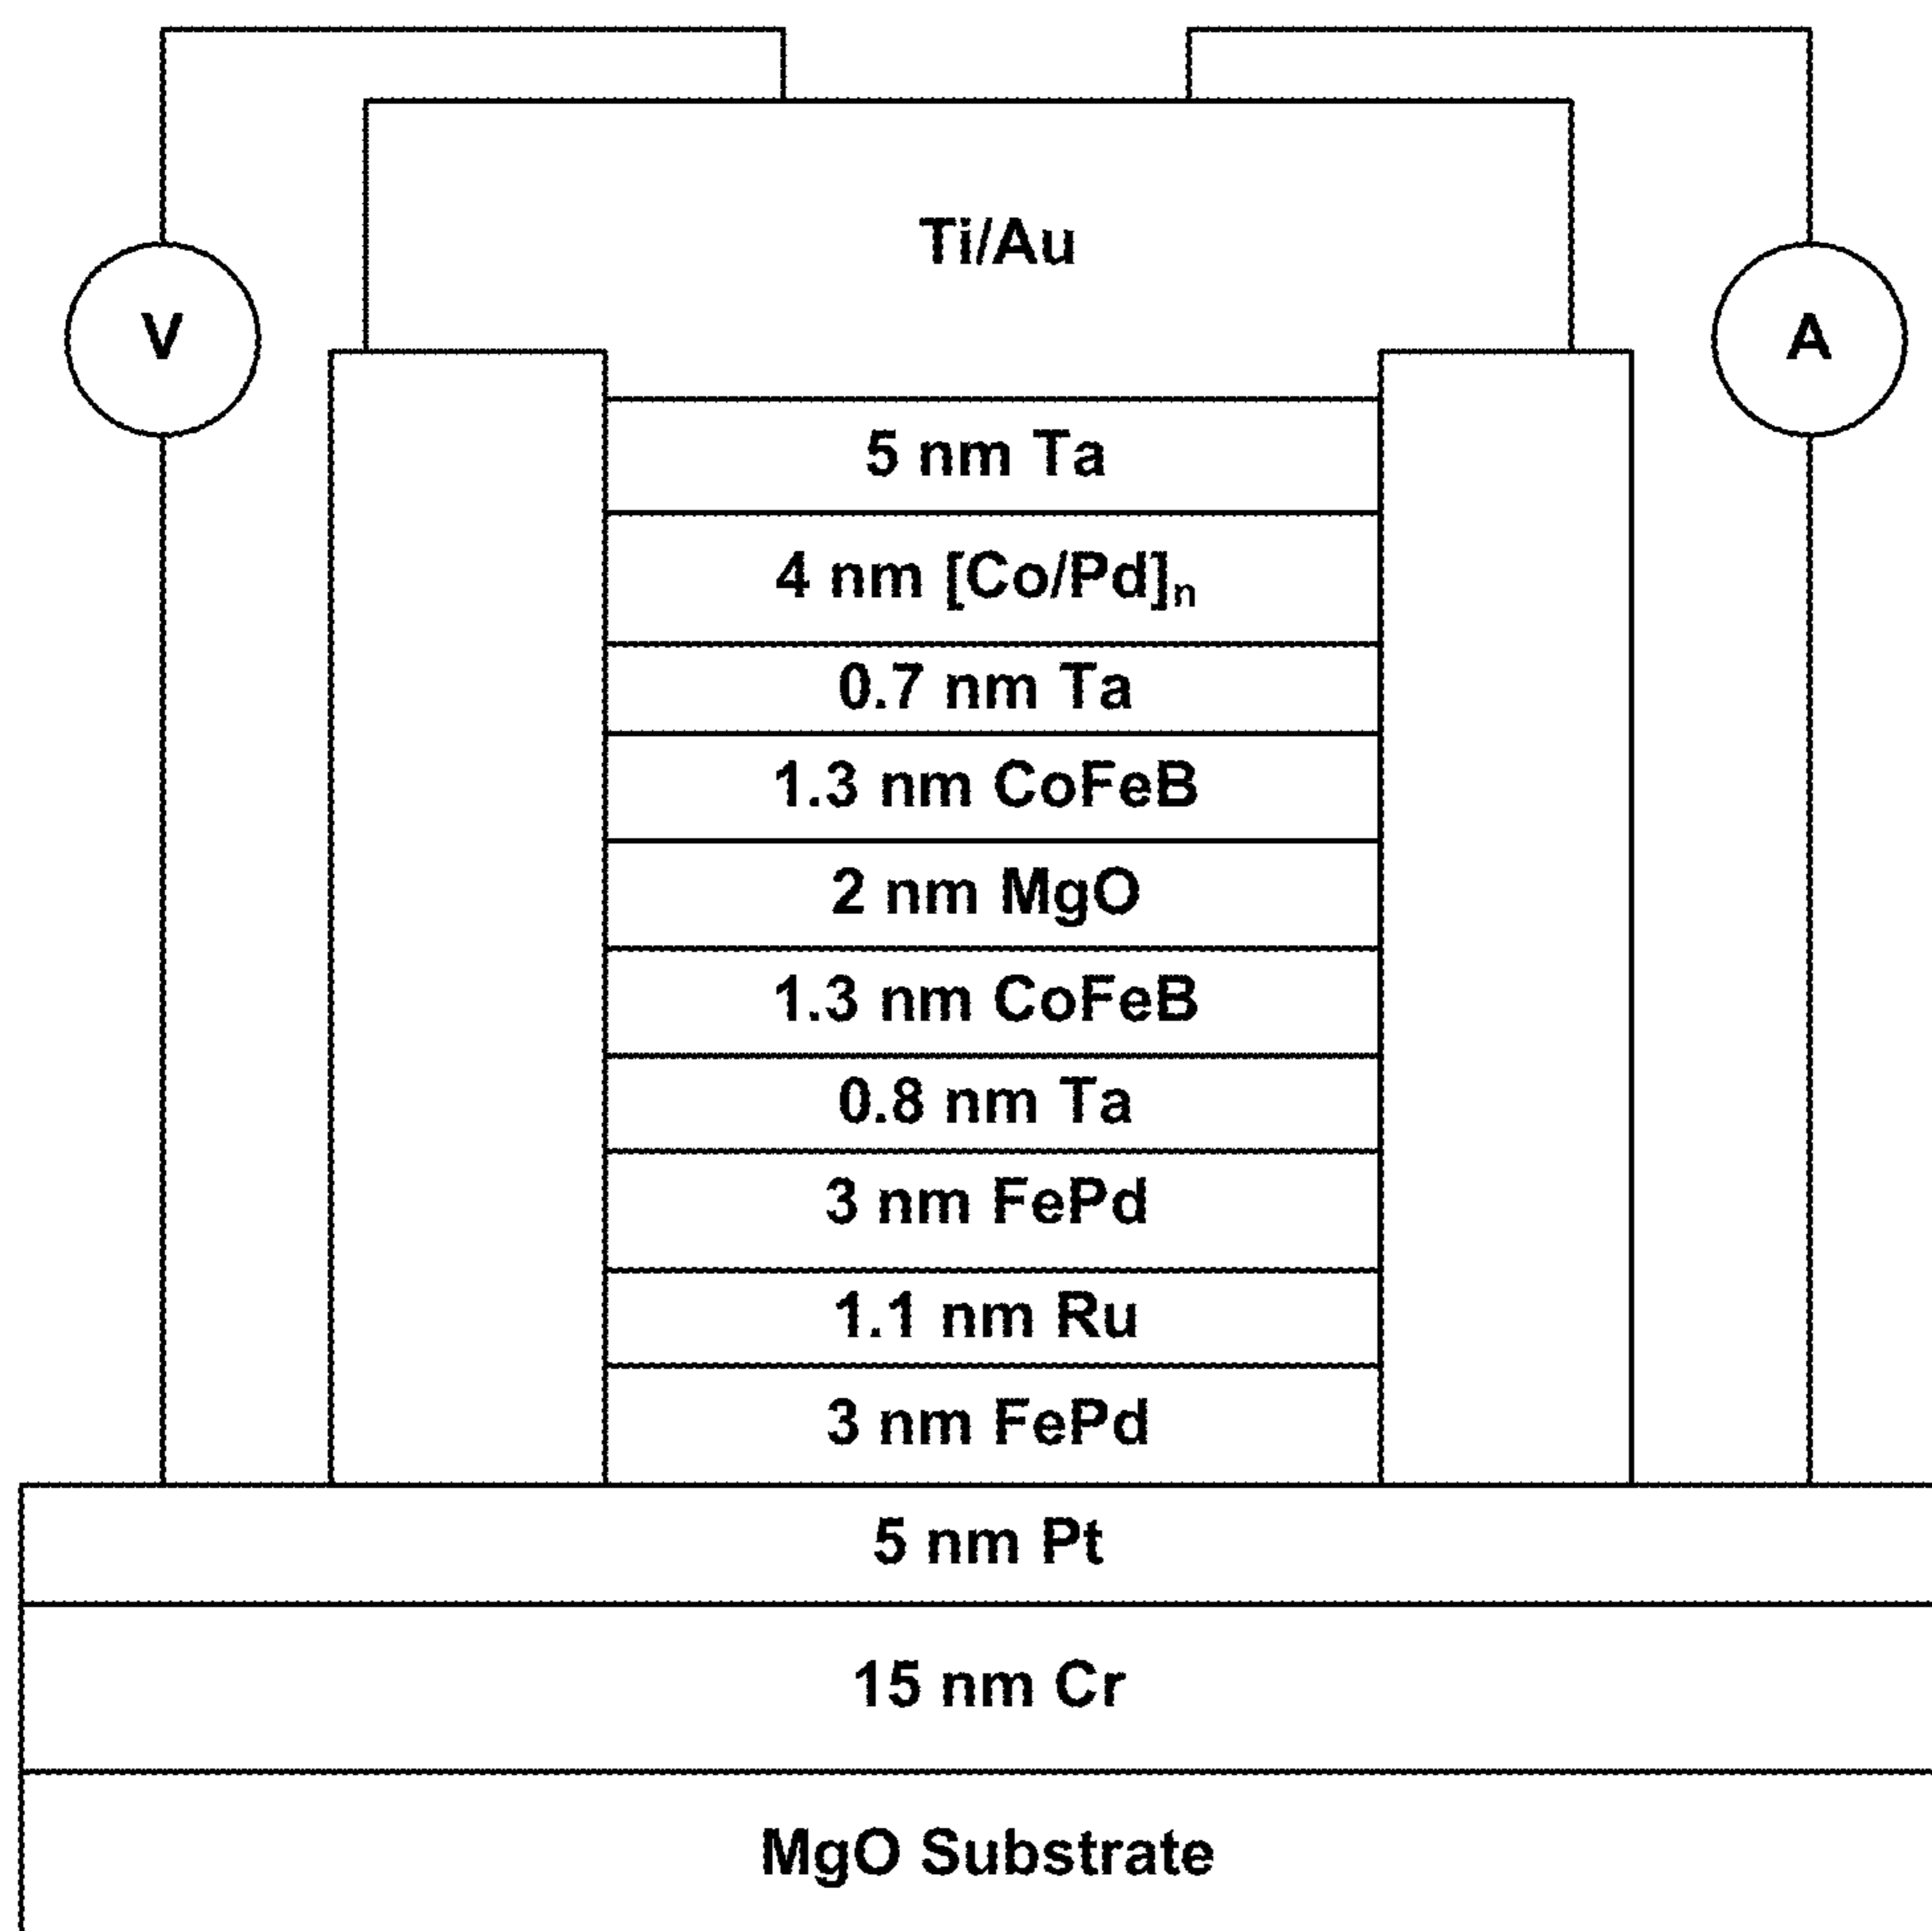 Ti/Au
V
A
5 nm Ta
4 nm [Co/Pd]n
0.7 nm Ta
1.3 nm CoFeB
2 nm MgO
1.3 nm CoFeB
0.8 nm Ta
3 nm FePd
1.1 nm Ru
3 nm FePd
5 nm Pt
15 nm Cr
MgO Substrate